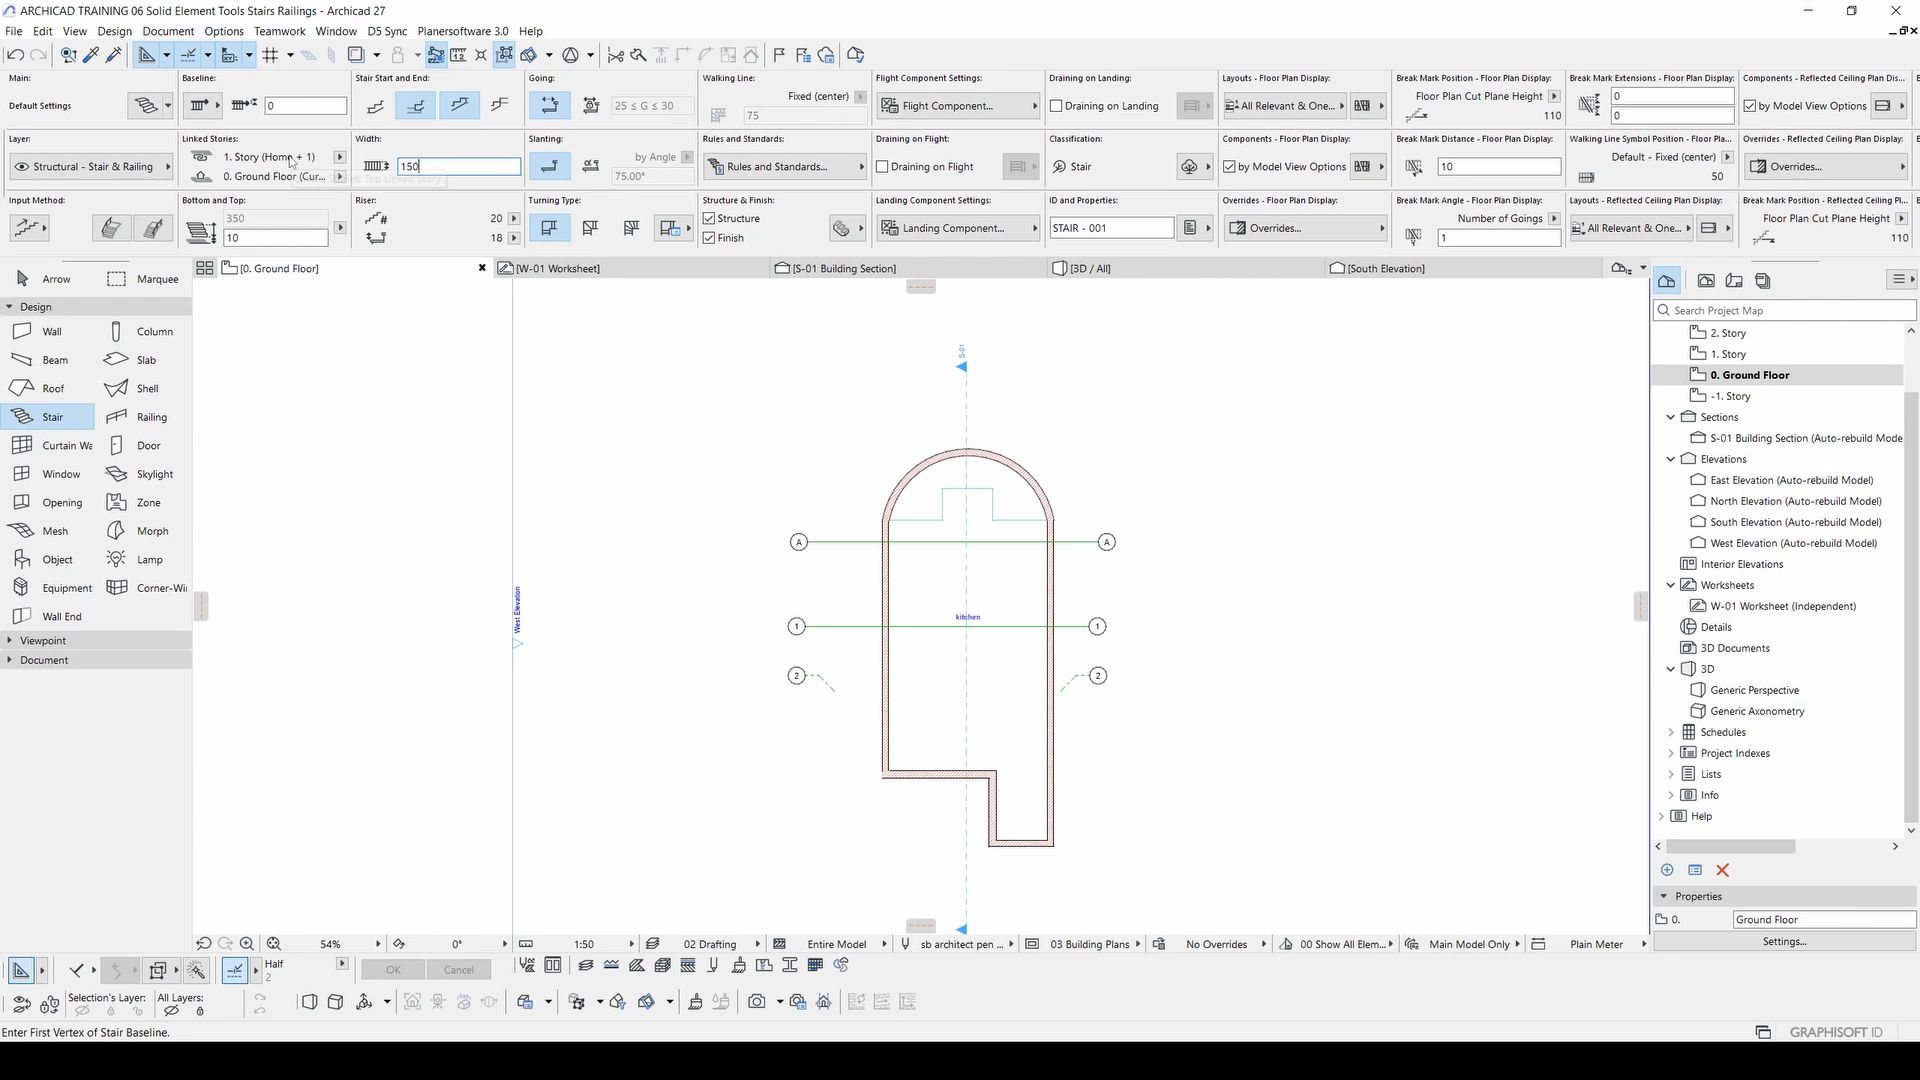 ARCHICAD TRAINING 06 Solid Element Tools Stairs Railings - Archicad 27
File Edit View Design Document Options Teamwork Window D5 Sync Planersoftware 3.0 Help
Main: Baseline: Stair Start and End: Going: Walking Line: Flight Component Settings: Draining on Landing: Layouts - Floor Plan Display: Break Mark Position - Floor Plan Display: Break Mark Extensions - Floor Plan Display: Components - Reflected Ceiling Plan Dis...
Fixed (center) Floor Plan Cut Plane Height 0
Default Settings 0 25 ≤ G ≤ 30 Flight Component... Draining on Landing All Relevant & One... by Model View Options
75 110 0
Layer: Linked Stories: Width: Slanting: Rules and Standards: Draining on Flight: Classification: Components - Floor Plan Display: Break Mark Distance - Floor Plan Display: Walking Line Symbol Position - Floor Plan Overrides - Reflected Ceiling Plan Display:
1. Story (Home + 1) by Angle Default - Fixed (center)
Structural - Stair & Railing 150 Rules and Standards... Draining on Flight Stair by Model View Options 10 Overrides...
0. Ground Floor (Cur... 75,00° 50
Input Method: Bottom and Top: Riser: Turning Type: Structure & Finish: Landing Component Settings: ID and Properties: Overrides - Floor Plan Display: Break Mark Angle - Floor Plan Display: Layouts - Reflected Ceiling Plan Display: Break Mark Position - Reflected Ceiling Pl...
350 20 Structure Number of Goings Floor Plan Cut Plane Height
Landing Component... STAIR - 001 Overrides... All Relevant & One...
10 18 Finish 1 110
[0. Ground Floor] [W-01 Worksheet] [S-01 Building Section] [3D / All] [South Elevation]
Arrow Marquee
Design
Wall Column
Beam Slab
Roof Shell
Stair Railing
Curtain Wa Door
Window Skylight
Opening Zone
Mesh Morph
Object Lamp
Equipment Corner-Wi
Wall End
Viewpoint
Document
S-01
A A
kitchen
1 1
2 2
West Elevation
Search Project Map
2. Story
1. Story
0. Ground Floor
-1. Story
Sections
S-01 Building Section (Auto-rebuild Mode
Elevations
East Elevation (Auto-rebuild Model)
North Elevation (Auto-rebuild Model)
South Elevation (Auto-rebuild Model)
West Elevation (Auto-rebuild Model)
Interior Elevations
Worksheets
W-01 Worksheet (Independent)
Details
3D Documents
3D
Generic Perspective
Generic Axonometry
Schedules
Project Indexes
Lists
Info
Help
Properties
0. Ground Floor
Settings...
54% 0° 1:50 02 Drafting Entire Model sb architect pen ... 03 Building Plans No Overrides 00 Show All Elem... Main Model Only Plain Meter
Half
2 OK Cancel
Selection's Layer: All Layers:
Enter First Vertex of Stair Baseline.
GRAPHISOFT ID